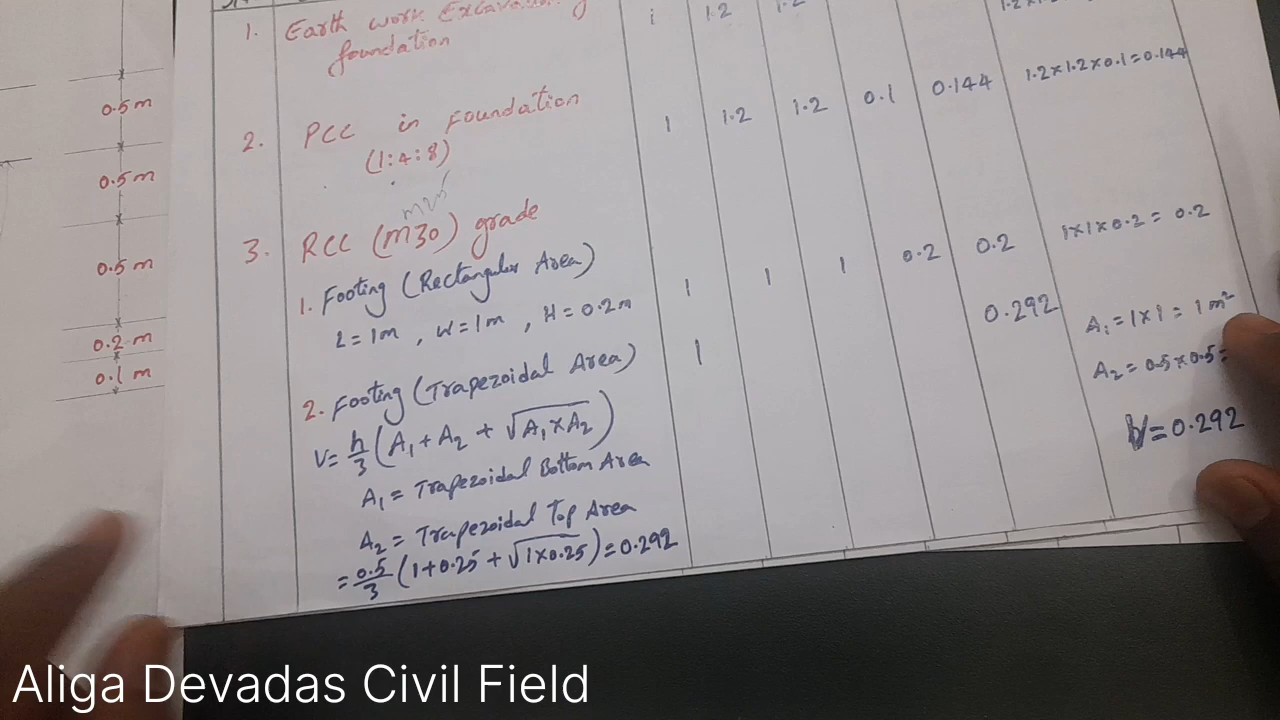 1. Earth work Excavation of i 1.2 1.2
foundation
2. PCC in Foundation 1 1.2 1.2 0.1 0.144 1.2×1.2×0.1=0.144
(1:4:8)
M25
3. RCC (M30) grade
1. Footing (Rectangular Area) 1 1 1 0.2 0.2 1×1×0.2 = 0.2
L=1m, W=1m, H=0.2m
2. Footing (Trapezoidal Area) 1 0.292 A₁=1×1=1m²
V=h/3(A₁+A₂+√A₁×A₂) A₂=0.5×0.5=
A₁=Trapezoidal Bottom Area V=0.292
A₂=Trapezoidal Top Area
=0.5/3(1+0.25+√1×0.25)=0.292
0.5m
0.5m
0.5m
0.2m
0.1m
Aliga Devadas Civil Field